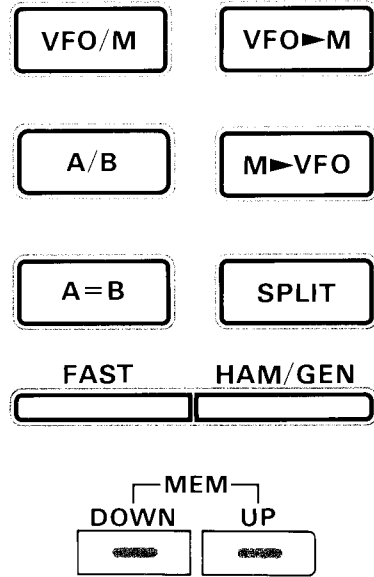 VFO/M VFO►M
A/B M►VFO
A=B SPLIT
FAST HAM/GEN
MEM
DOWN UP